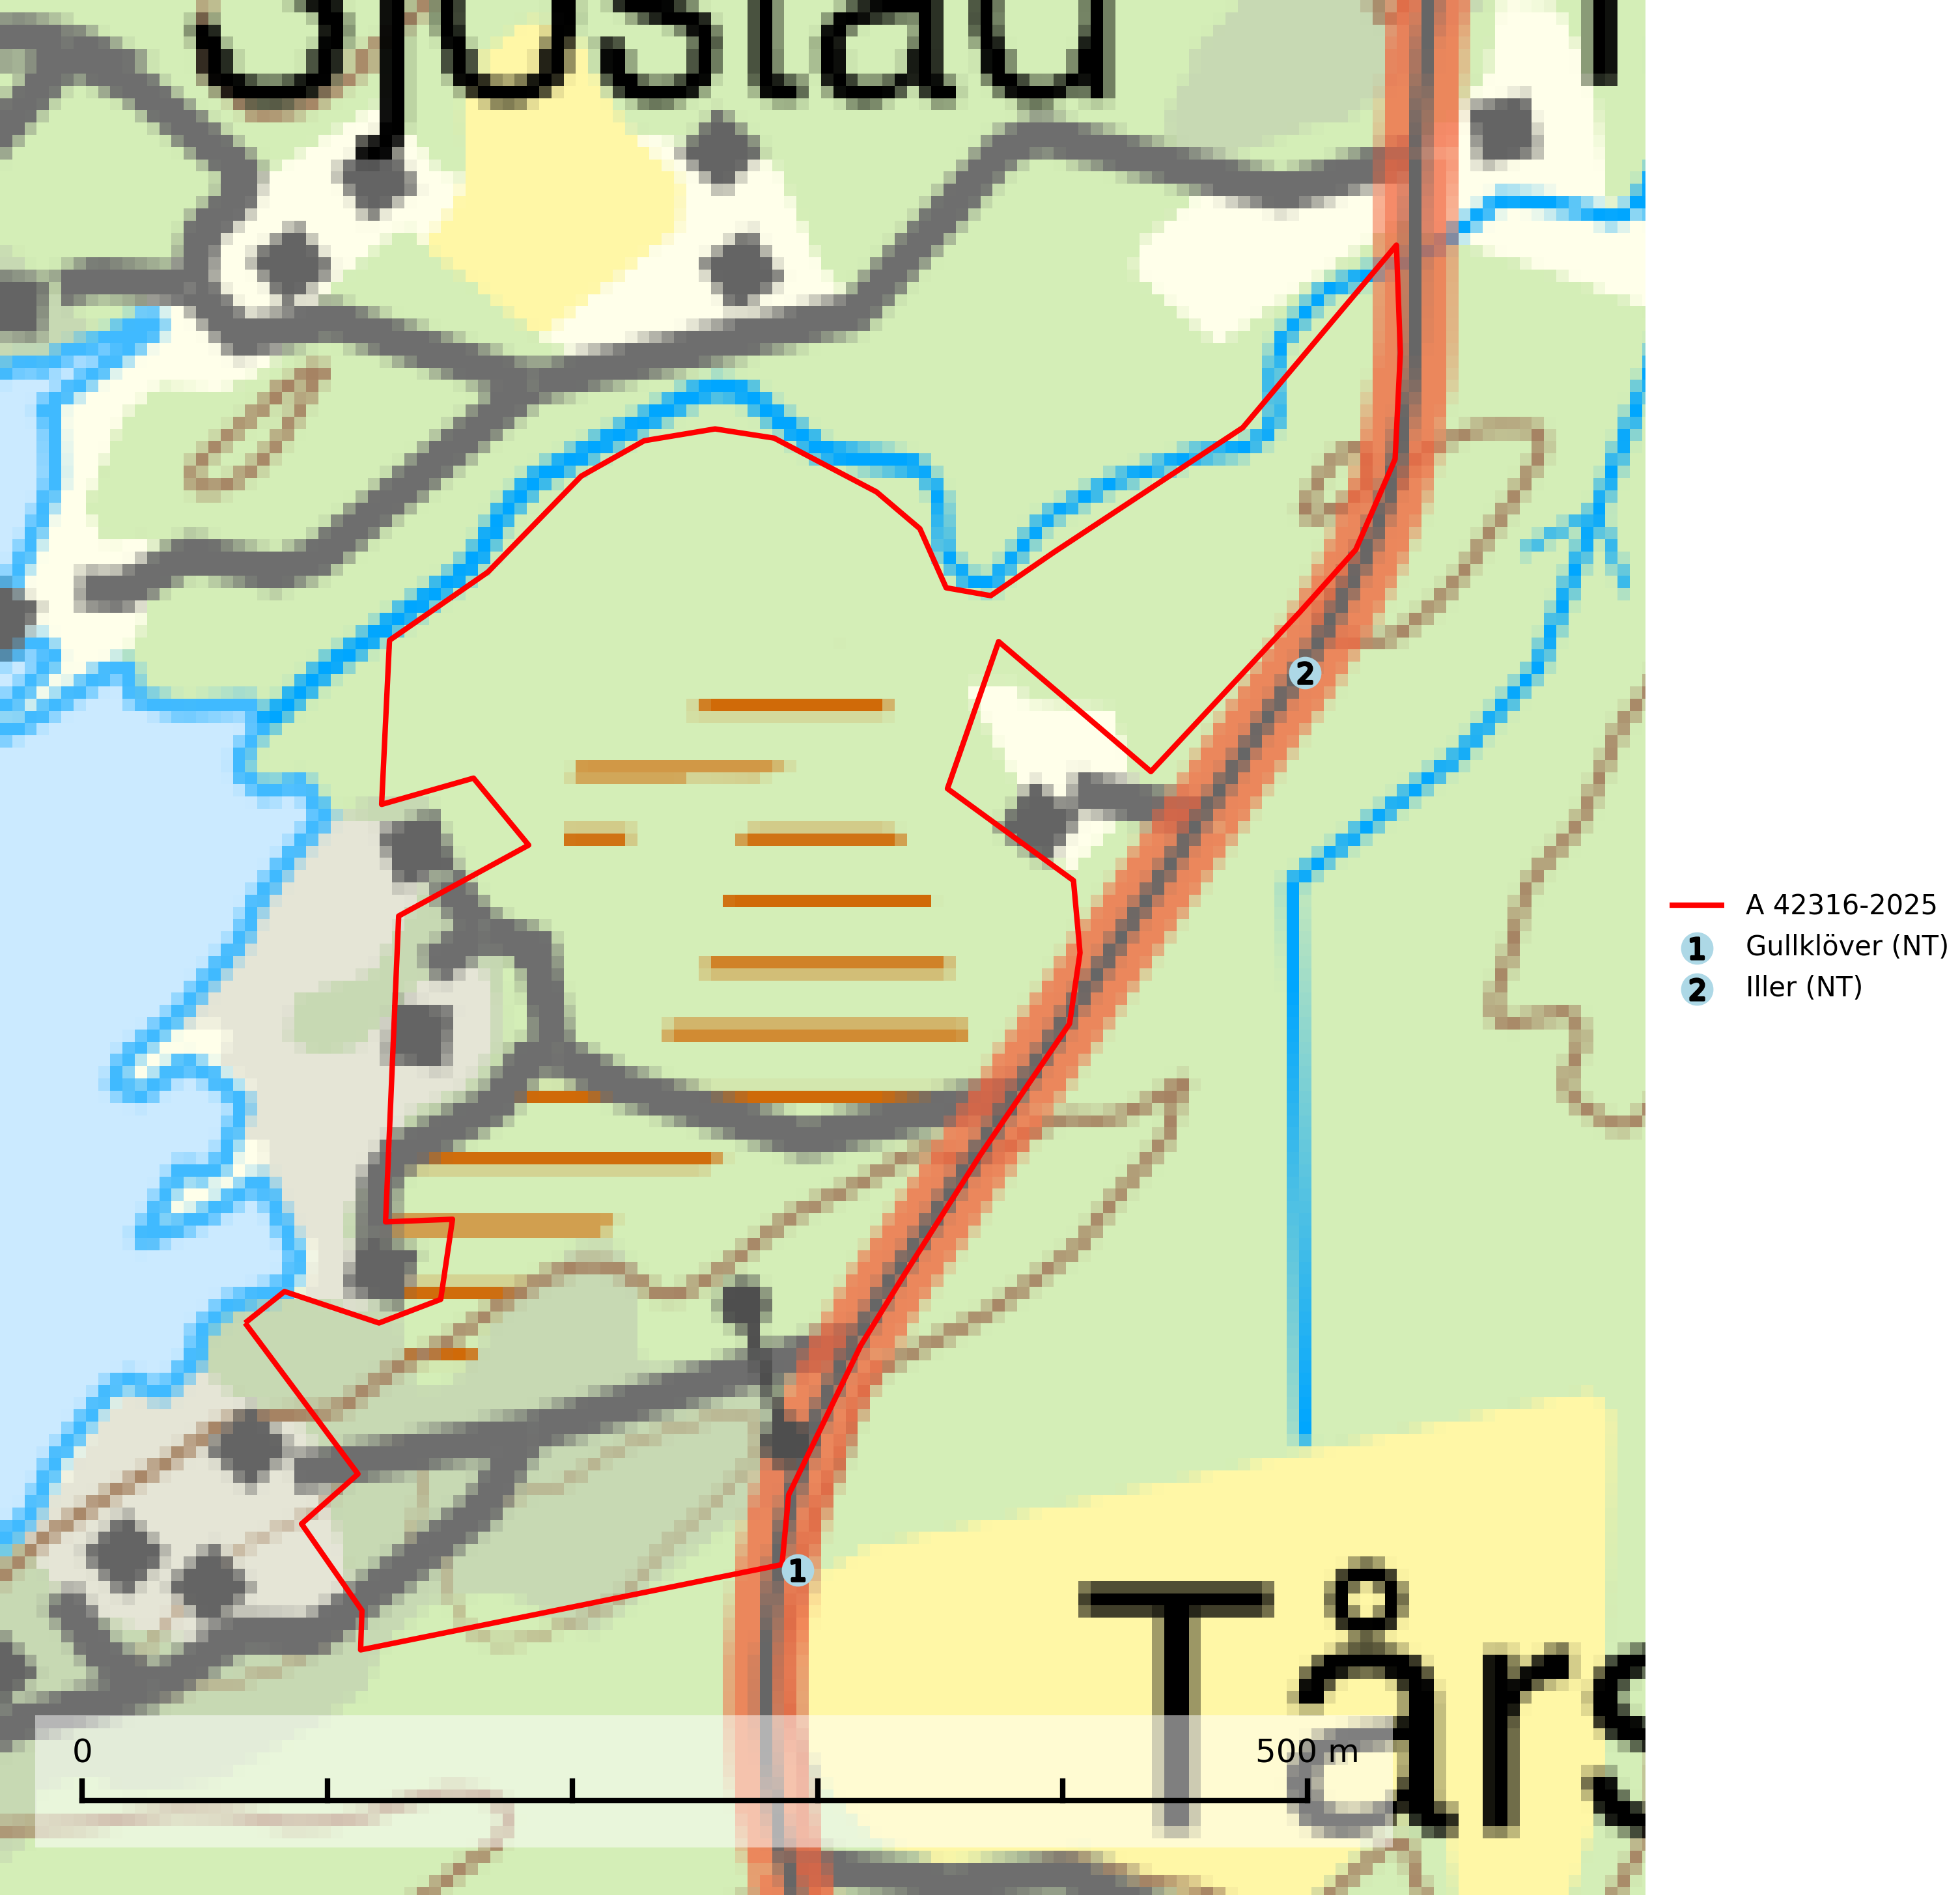 A 42316-2025
1 Gullklöver (NT)
2 Iller (NT)
2
1
0 500 m